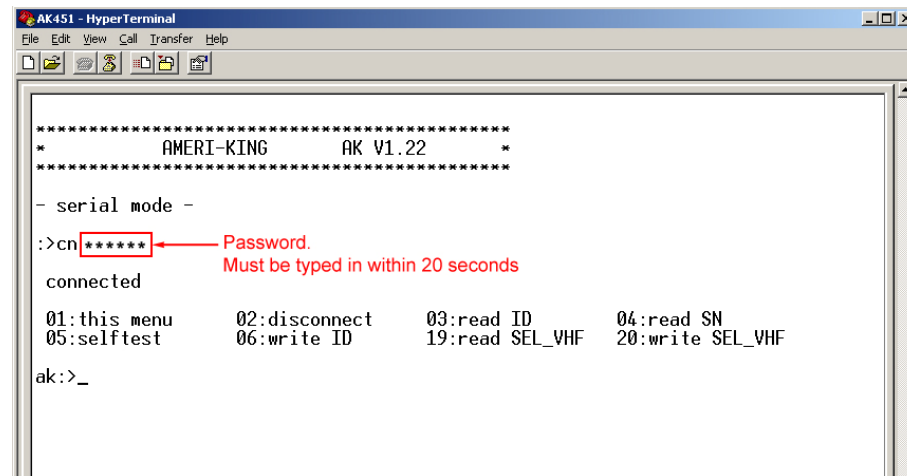 AK451 - HyperTerminal
File Edit View Call Transfer Help
*********************************************
* AMERI-KING AK V1.22 *
*********************************************
- serial mode -
:>cn ****** Password.
Must be typed in within 20 seconds
connected
01:this menu 02:disconnect 03:read ID 04:read SN
05:selftest 06:write ID 19:read SEL_VHF 20:write SEL_VHF
ak:>_